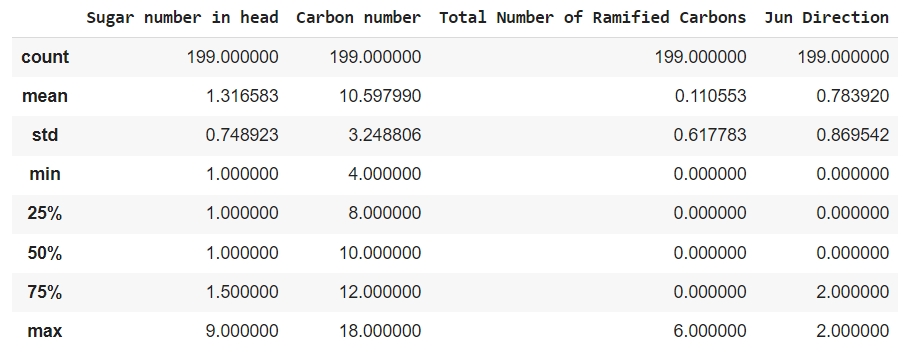 Sugar number in head Carbon number Total Number of Ramified Carbons Jun Direction
count 199.000000 199.000000 199.000000 199.000000
mean 1.316583 10.597990 0.110553 0.783920
std 0.748923 3.248806 0.617783 0.869542
min 1.000000 4.000000 0.000000 0.000000
25% 1.000000 8.000000 0.000000 0.000000
50% 1.000000 10.000000 0.000000 0.000000
75% 1.500000 12.000000 0.000000 2.000000
max 9.000000 18.000000 6.000000 2.000000